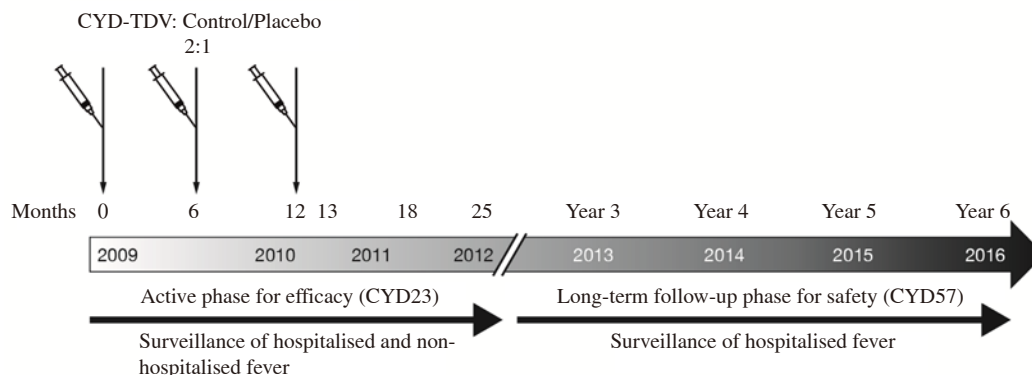 CYD-TDV: Control/Placebo
2:1
Months 0 6 12 13 18 25 Year 3 Year 4 Year 5 Year 6
2009 2010 2011 2012 2013 2014 2015 2016
Active phase for efficacy (CYD23) Long-term follow-up phase for safety (CYD57)
Surveillance of hospitalised and non- Surveillance of hospitalised fever
hospitalised fever